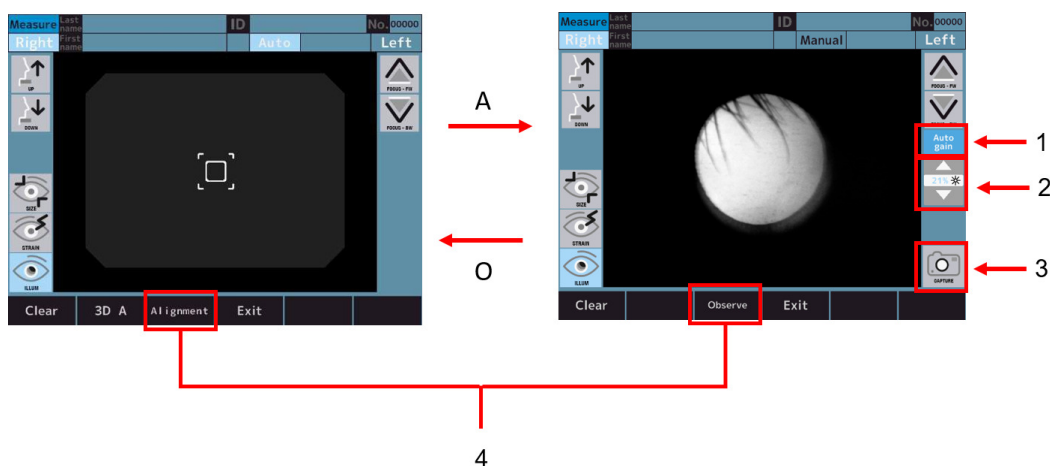 Measure Last name ID No. 00000
Right First name Auto Left
UP
DOWN
SIZE
STRAIN
ILLUM
FOCUS - FW
FOCUS - BW
Clear 3D A Alignment Exit
A
O
Measure Last name ID No. 00000
Right First name Manual Left
UP
DOWN
SIZE
STRAIN
ILLUM
FOCUS - FW
Auto
gain
21%
CAPTURE
Clear Observe Exit
1
2
3
4